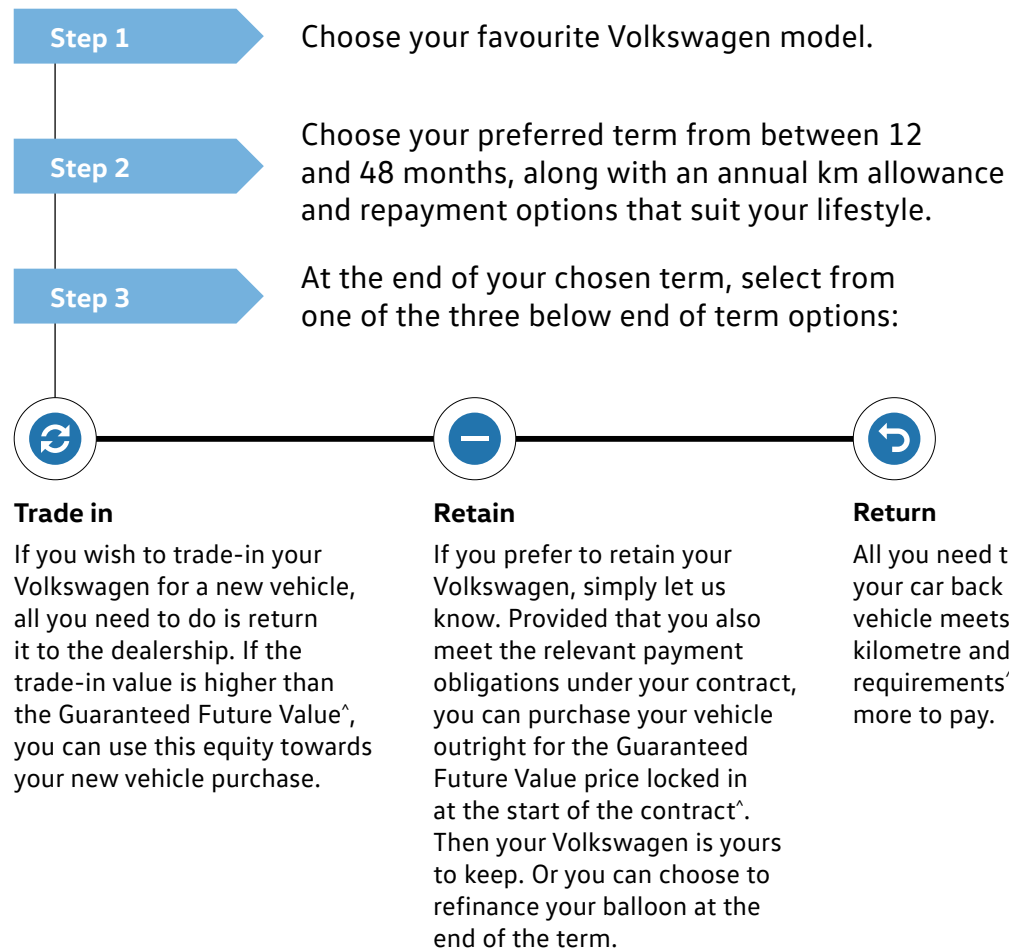 Step 1
Choose your favourite Volkswagen model.
Step 2
Choose your preferred term from between 12
and 48 months, along with an annual km allowance
and repayment options that suit your lifestyle.
Step 3
At the end of your chosen term, select from
one of the three below end of term options:
Trade in
If you wish to trade-in your
Volkswagen for a new vehicle,
all you need to do is return
it to the dealership. If the
trade-in value is higher than
the Guaranteed Future Value^,
you can use this equity towards
your new vehicle purchase.
Retain
If you prefer to retain your
Volkswagen, simply let us
know. Provided that you also
meet the relevant payment
obligations under your contract,
you can purchase your vehicle
outright for the Guaranteed
Future Value price locked in
at the start of the contract^.
Then your Volkswagen is yours
to keep. Or you can choose to
refinance your balloon at the
end of the term.
Return
All you need
your car back
vehicle meets
kilometre and
requirements^
more to pay.